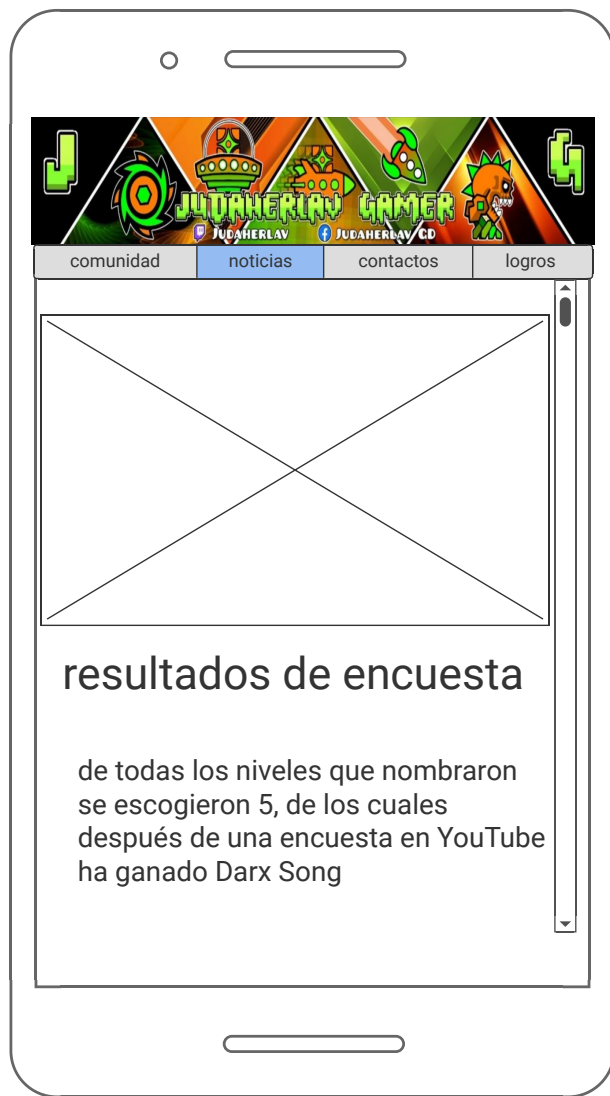 J
G
JUDAHERLAV GAMER
JUDAHERLAV JUDAHERLAV GD
comunidad noticias contactos logros
resultados de encuesta
de todas los niveles que nombraron
se escogieron 5, de los cuales
después de una encuesta en YouTube
ha ganado Darx Song